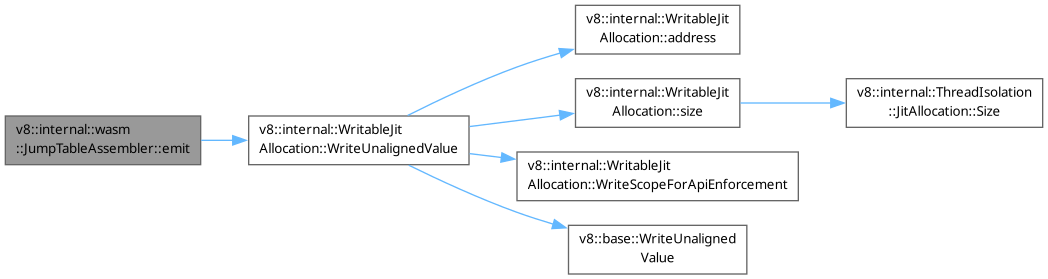 v8::internal::wasm
::JumpTableAssembler::emit
v8::internal::WritableJit
Allocation::WriteUnalignedValue
v8::internal::WritableJit
Allocation::address
v8::internal::WritableJit
Allocation::size
v8::internal::ThreadIsolation
::JitAllocation::Size
v8::internal::WritableJit
Allocation::WriteScopeForApiEnforcement
v8::base::WriteUnaligned
Value